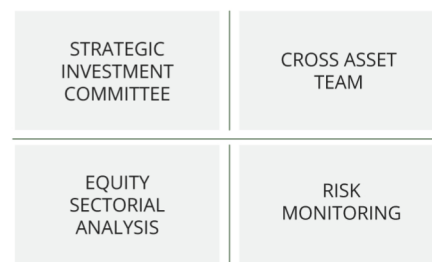 STRATEGIC
INVESTMENT
COMMITTEE
CROSS ASSET
TEAM
EQUITY
SECTORIAL
ANALYSIS
RISK
MONITORING